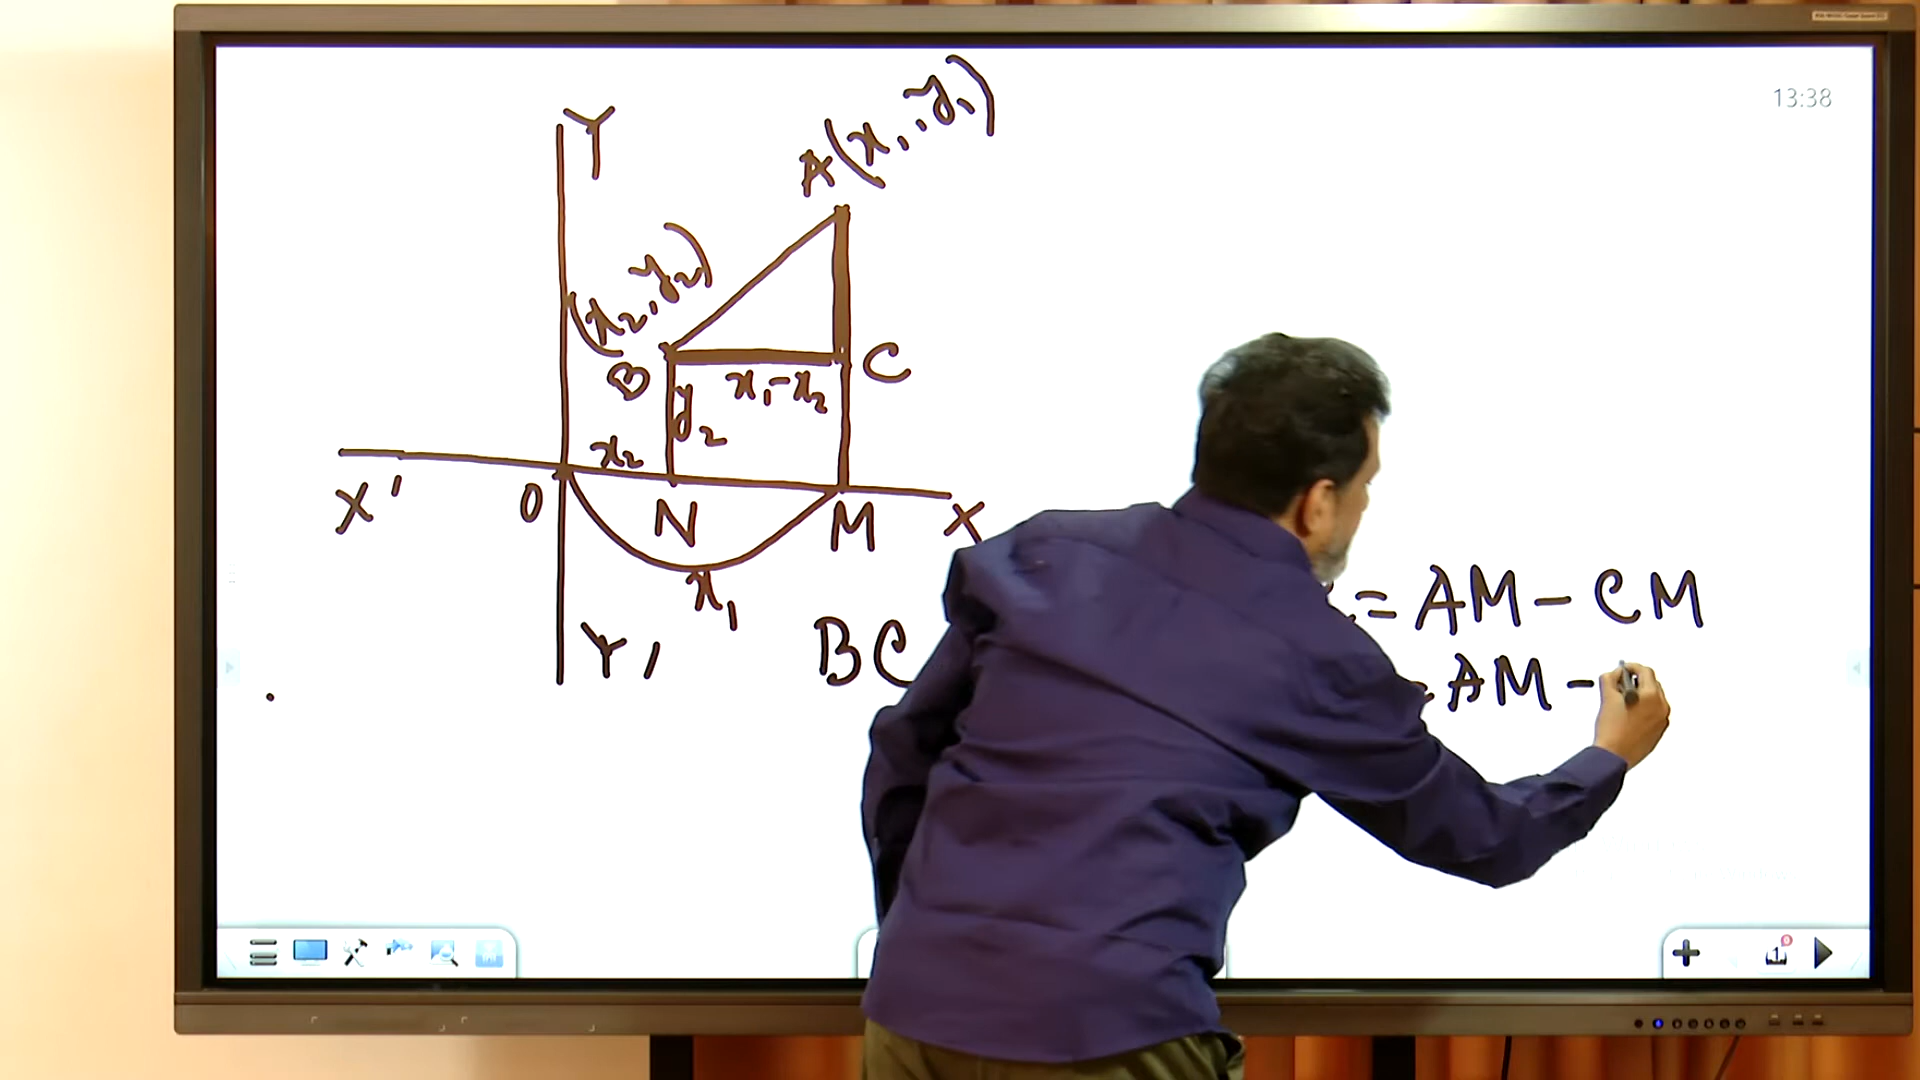 13:38
Y
A(x₁,y₁)
(x₂,y₂)
B
C
x₁-x₂
y₂
x₂
X'
O
N
M
X
x₁
Y'
BC
= AM - CM
= AM -